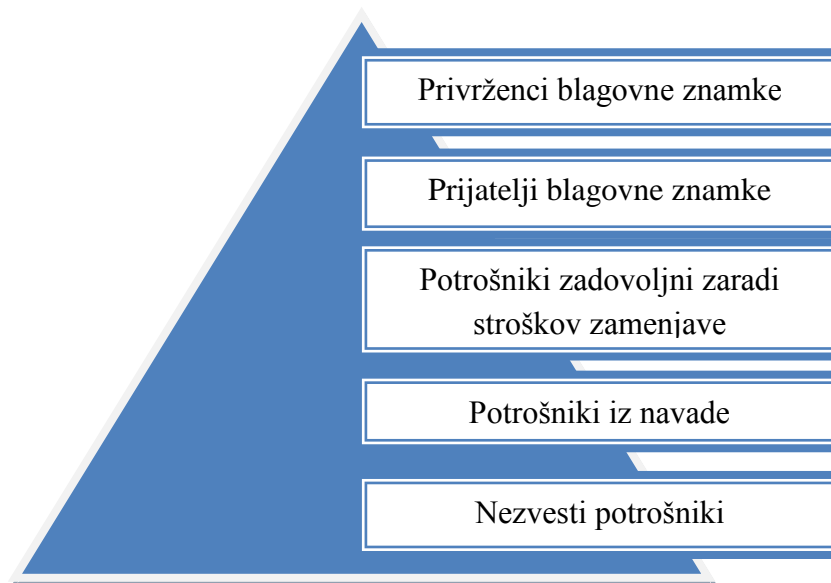 Privrženci blagovne znamke
Prijatelji blagovne znamke
Potrošniki zadovoljni zaradi
stroškov zamenjave
Potrošniki iz navade
Nezvesti potrošniki